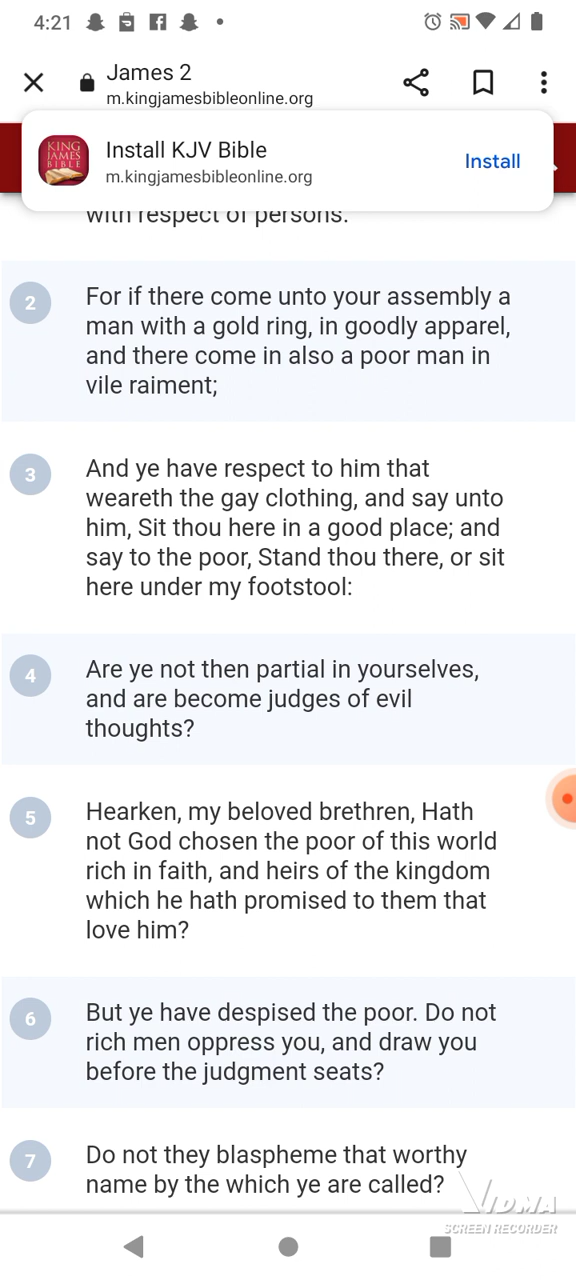 4:21
James 2
m.kingjamesbibleonline.org
KING
JAMES
BIBLE
Install KJV Bible
m.kingjamesbibleonline.org
Install
with respect of persons.
2
For if there come unto your assembly a
man with a gold ring, in goodly apparel,
and there come in also a poor man in
vile raiment;
3
And ye have respect to him that
weareth the gay clothing, and say unto
him, Sit thou here in a good place; and
say to the poor, Stand thou there, or sit
here under my footstool:
4
Are ye not then partial in yourselves,
and are become judges of evil
thoughts?
5
Hearken, my beloved brethren, Hath
not God chosen the poor of this world
rich in faith, and heirs of the kingdom
which he hath promised to them that
love him?
6
But ye have despised the poor. Do not
rich men oppress you, and draw you
before the judgment seats?
7
Do not they blaspheme that worthy
name by the which ye are called?
VIDMA
SCREEN RECORDER